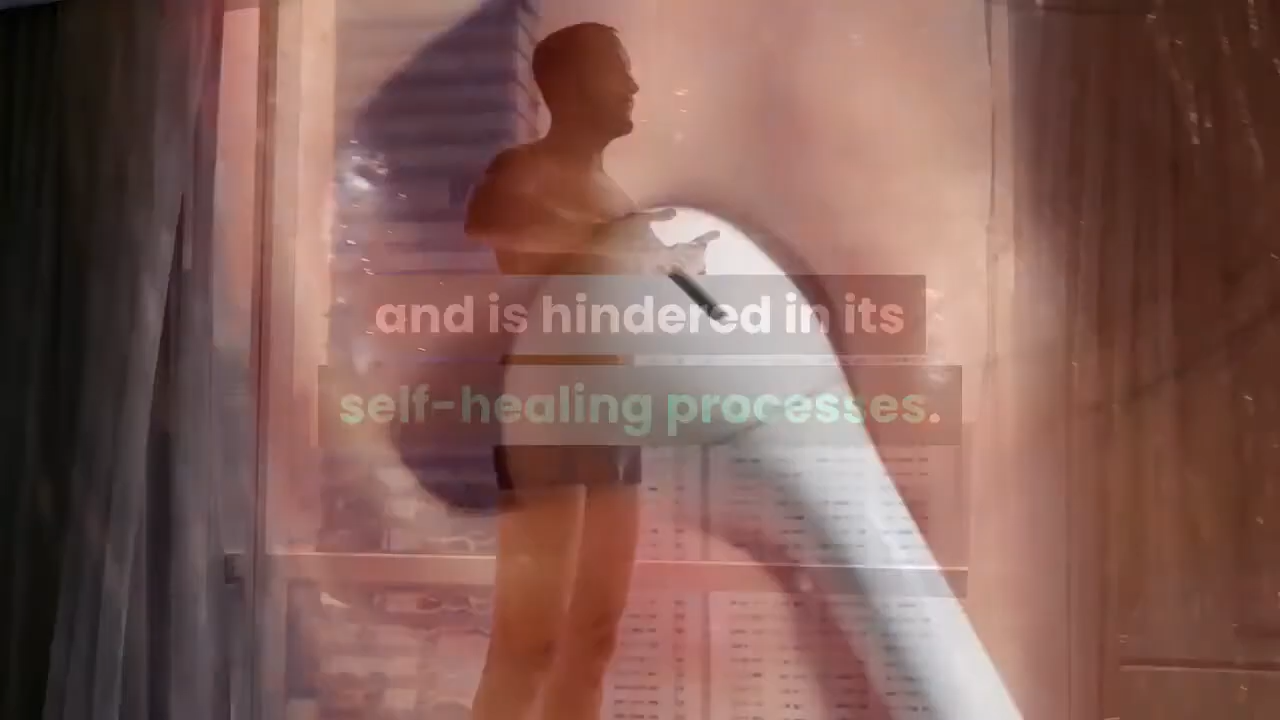 and is hindered in its
self-healing processes.